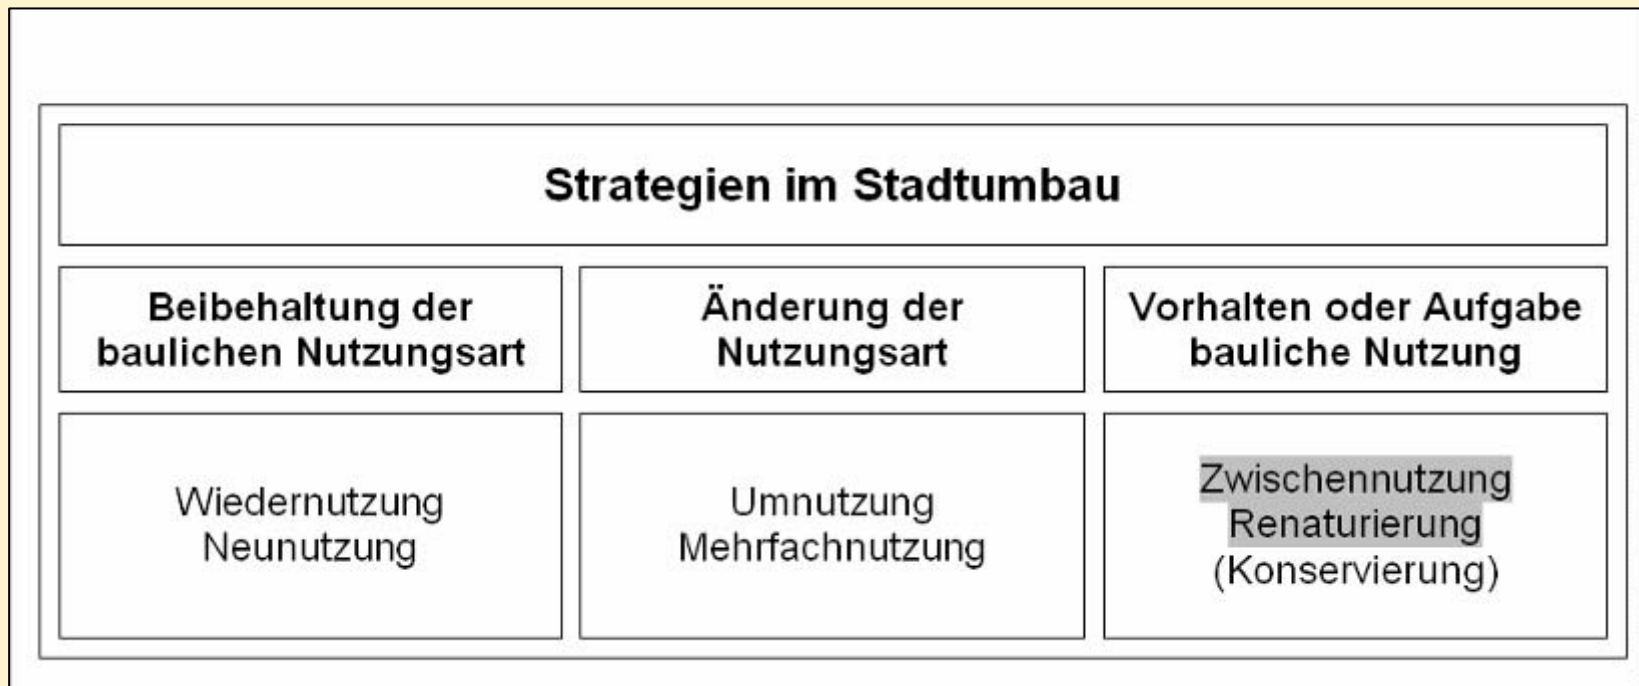 Strategien im Stadtumbau
Beibehaltung der
baulichen Nutzungsart
Änderung der
Nutzungsart
Vorhalten oder Aufgabe
bauliche Nutzung
Wiedernutzung
Neunutzung
Umnutzung
Mehrfachnutzung
Zwischennutzung
Renaturierung
(Konservierung)